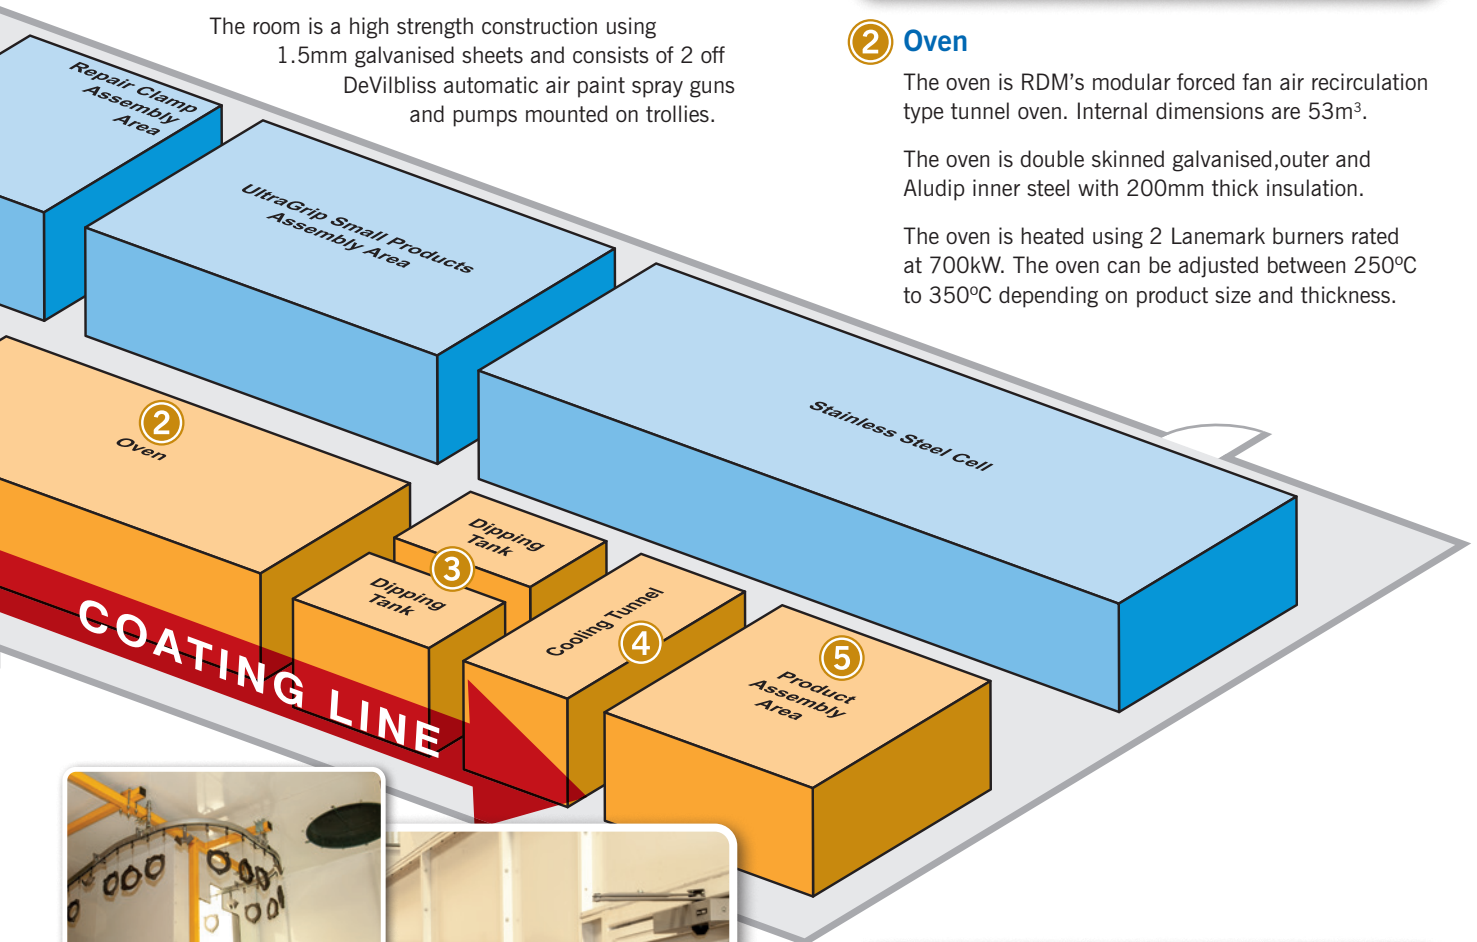 The room is a high strength construction using
1.5mm galvanised sheets and consists of 2 off
DeVilbliss automatic air paint spray guns
and pumps mounted on trollies.
2 Oven
The oven is RDM’s modular forced fan air recirculation
type tunnel oven. Internal dimensions are 53m³.
The oven is double skinned galvanised,outer and
Aludip inner steel with 200mm thick insulation.
The oven is heated using 2 Lanemark burners rated
at 700kW. The oven can be adjusted between 250ºC
to 350ºC depending on product size and thickness.
Repair Clamp
Assembly
Area
UltraGrip Small Products
Assembly Area
Stainless Steel Cell
2
Oven
Dipping
Tank
3
Dipping
Tank
Cooling Tunnel
4
5
Product
Assembly
Area
COATING LINE